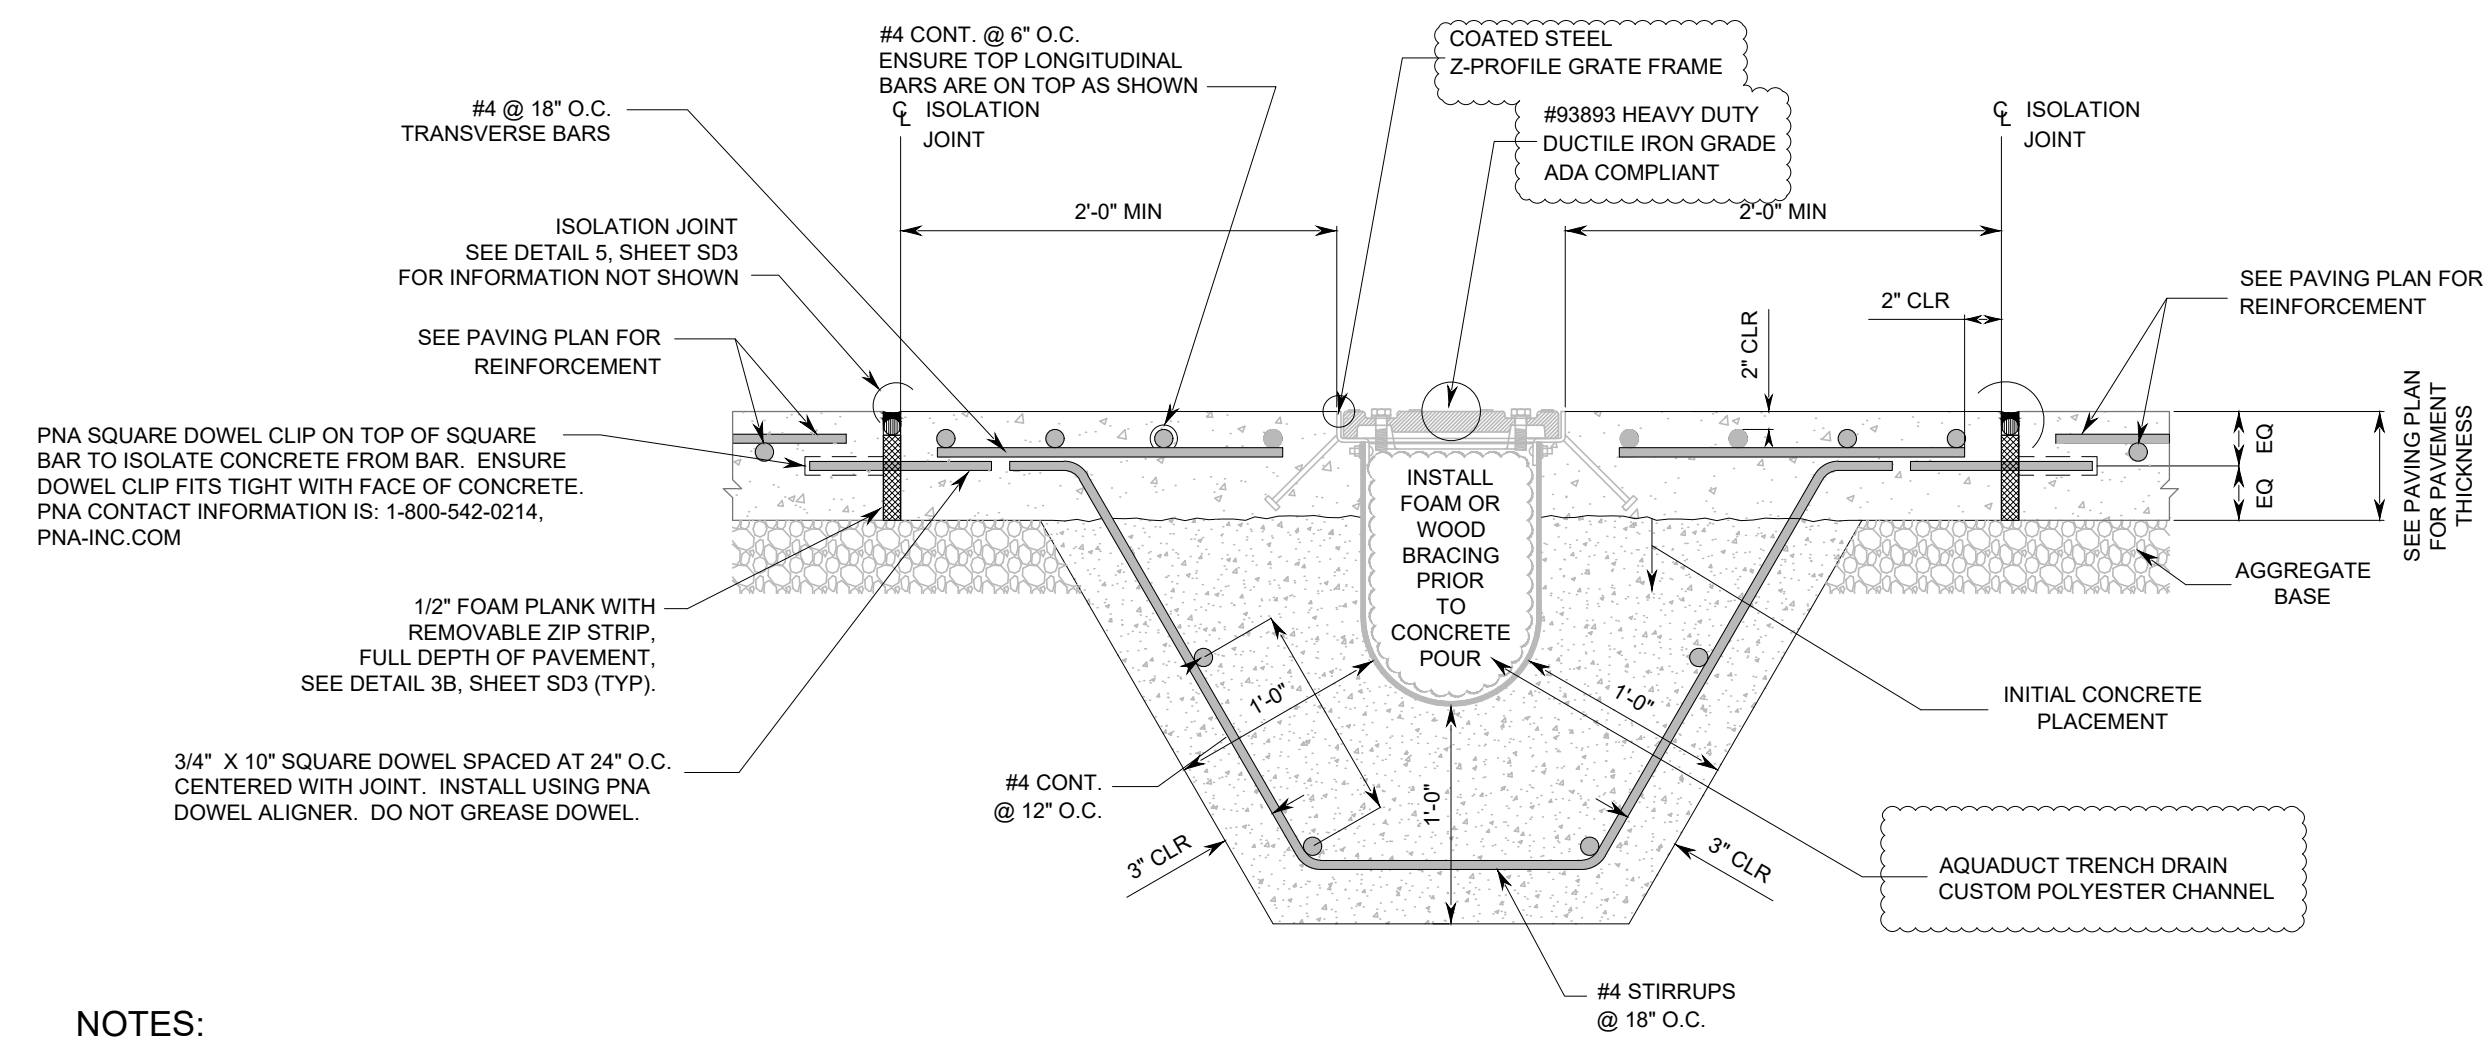 #4 CONT. @ 6" O.C.
ENSURE TOP LONGITUDINAL
BARS ARE ON TOP AS SHOWN
℄ ISOLATION
JOINT
COATED STEEL
Z-PROFILE GRATE FRAME
#93893 HEAVY DUTY
DUCTILE IRON GRADE
ADA COMPLIANT
℄ ISOLATION
JOINT
#4 @ 18" O.C.
TRANSVERSE BARS
2'-0" MIN
2'-0" MIN
ISOLATION JOINT
SEE DETAIL 5, SHEET SD3
FOR INFORMATION NOT SHOWN
SEE PAVING PLAN FOR
REINFORCEMENT
2" CLR
2" CLR
SEE PAVING PLAN FOR
REINFORCEMENT
PNA SQUARE DOWEL CLIP ON TOP OF SQUARE
BAR TO ISOLATE CONCRETE FROM BAR.  ENSURE
DOWEL CLIP FITS TIGHT WITH FACE OF CONCRETE.
PNA CONTACT INFORMATION IS: 1-800-542-0214,
PNA-INC.COM
INSTALL
FOAM OR
WOOD
BRACING
PRIOR
TO
CONCRETE
POUR
EQ
EQ
SEE PAVING PLAN
FOR PAVEMENT
THICKNESS
AGGREGATE
BASE
1/2" FOAM PLANK WITH
REMOVABLE ZIP STRIP,
FULL DEPTH OF PAVEMENT,
SEE DETAIL 3B, SHEET SD3 (TYP).
1'-0"
1'-0"
INITIAL CONCRETE
PLACEMENT
3/4"  X 10" SQUARE DOWEL SPACED AT 24" O.C.
CENTERED WITH JOINT.  INSTALL USING PNA
DOWEL ALIGNER.  DO NOT GREASE DOWEL.
#4 CONT.
@ 12" O.C.
1'-0"
3" CLR
3" CLR
AQUADUCT TRENCH DRAIN
CUSTOM POLYESTER CHANNEL
#4 STIRRUPS
@ 18" O.C.
NOTES: